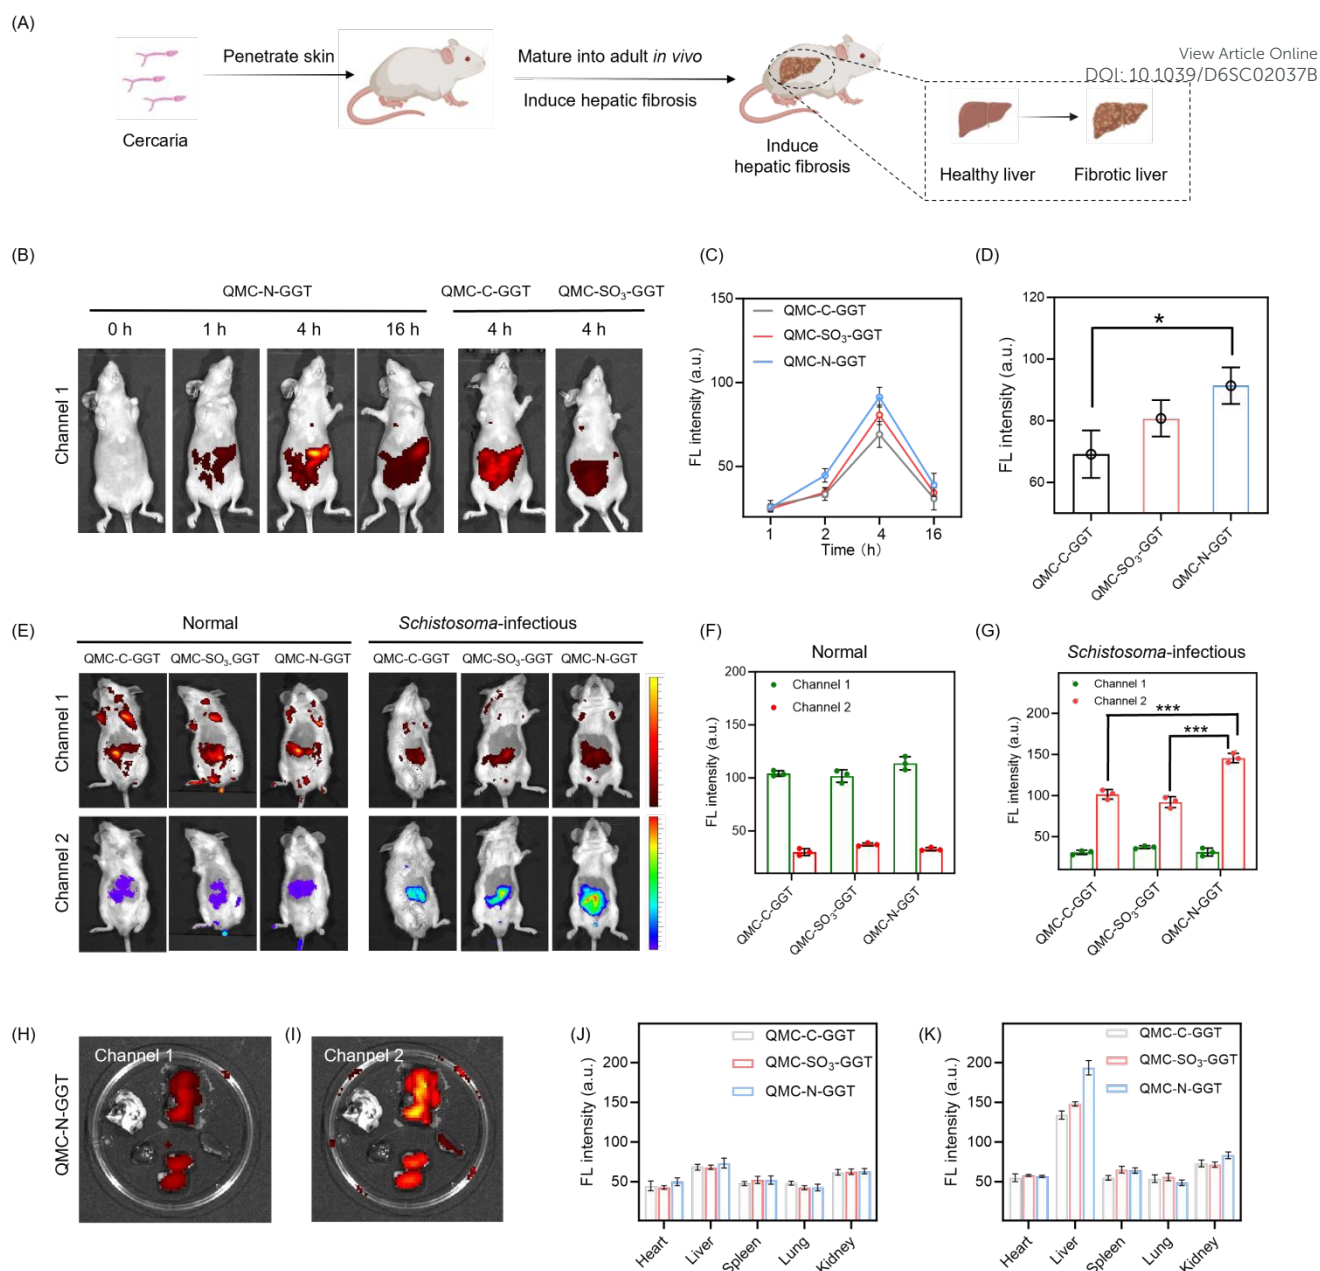 (A)
Cercaria
Penetrate skin
Mature into adult in vivo
Induce hepatic fibrosis
Induce
hepatic fibrosis
View Article Online
DOI: 10.1039/D6SC02037B
Healthy liver
Fibrotic liver
(B)
QMC-N-GGT
QMC-C-GGT
QMC-SO₃-GGT
0 h
1 h
4 h
16 h
4 h
4 h
Channel 1
(C)
150
100
50
FL intensity (a.u.)
QMC-C-GGT
QMC-SO₃-GGT
QMC-N-GGT
1
2
4
16
Time (h)
(D)
120
100
80
60
FL intensity (a.u.)
*
QMC-C-GGT
QMC-SO₃-GGT
QMC-N-GGT
(E)
Normal
Schistosoma-infectious
QMC-C-GGT
QMC-SO₃-GGT
QMC-N-GGT
QMC-C-GGT
QMC-SO₃-GGT
QMC-N-GGT
Channel 1
Channel 2
(F)
Normal
200
150
100
50
FL intensity (a.u.)
Channel 1
Channel 2
QMC-C-GGT
QMC-SO₃-GGT
QMC-N-GGT
(G)
Schistosoma-infectious
200
150
100
50
FL intensity (a.u.)
Channel 1
Channel 2
***
***
QMC-C-GGT
QMC-SO₃-GGT
QMC-N-GGT
(H)
Channel 1
QMC-N-GGT
(I)
Channel 2
(J)
200
150
100
50
FL intensity (a.u.)
QMC-C-GGT
QMC-SO₃-GGT
QMC-N-GGT
Heart
Liver
Spleen
Lung
Kidney
(K)
200
150
100
50
FL intensity (a.u.)
QMC-C-GGT
QMC-SO₃-GGT
QMC-N-GGT
Heart
Liver
Spleen
Lung
Kidney